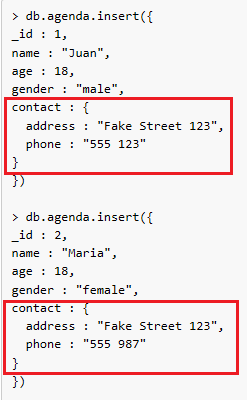 > db.agenda.insert({
_id : 1,
name : "Juan",
age : 18,
gender : "male",
contact : {
  address : "Fake Street 123",
  phone : "555 123"
}
})
> db.agenda.insert({
_id : 2,
name : "Maria",
age : 18,
gender : "female",
contact : {
  address : "Fake Street 123",
  phone : "555 987"
}
})